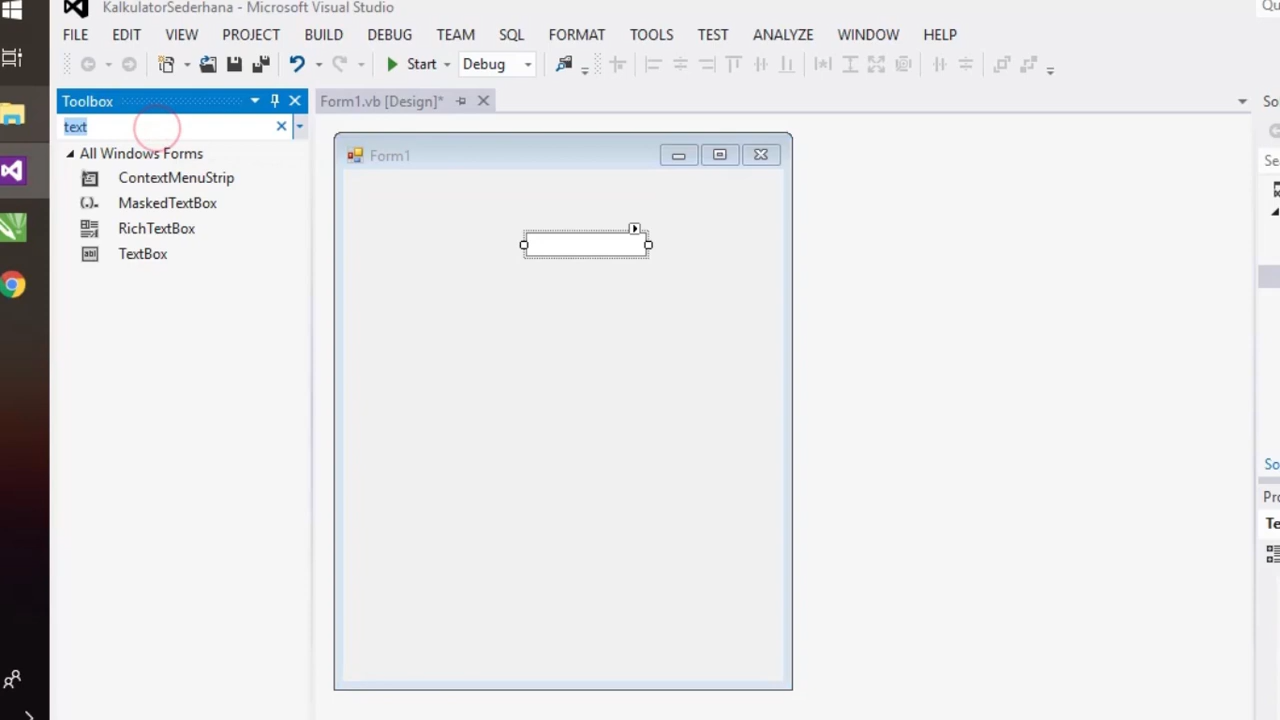 KalkulatorSederhana - Microsoft Visual Studio
FILE EDIT VIEW PROJECT BUILD DEBUG TEAM SQL FORMAT TOOLS TEST ANALYZE WINDOW HELP
Start Debug
Toolbox
Form1.vb [Design]*
text
All Windows Forms
ContextMenuStrip
MaskedTextBox
RichTextBox
TextBox
Form1
abl